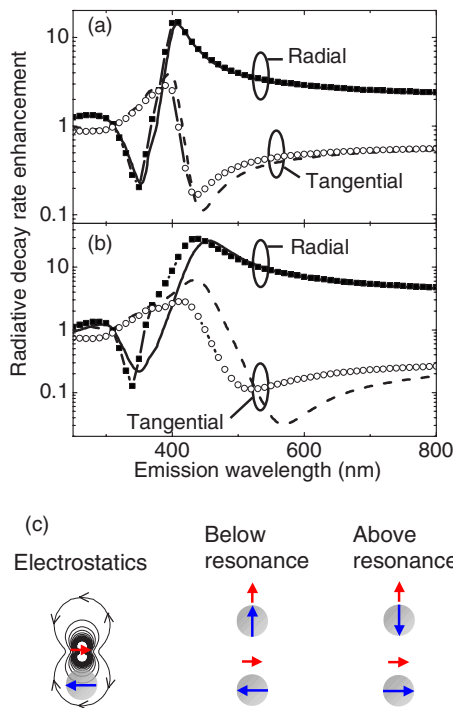 (a)
Radial
Tangential
10
1
0.1
(b)
Radial
Tangential
10
1
0.1
Radiative decay rate enhancement
400
600
800
Emission wavelength (nm)
(c)
Electrostatics
Below
resonance
Above
resonance